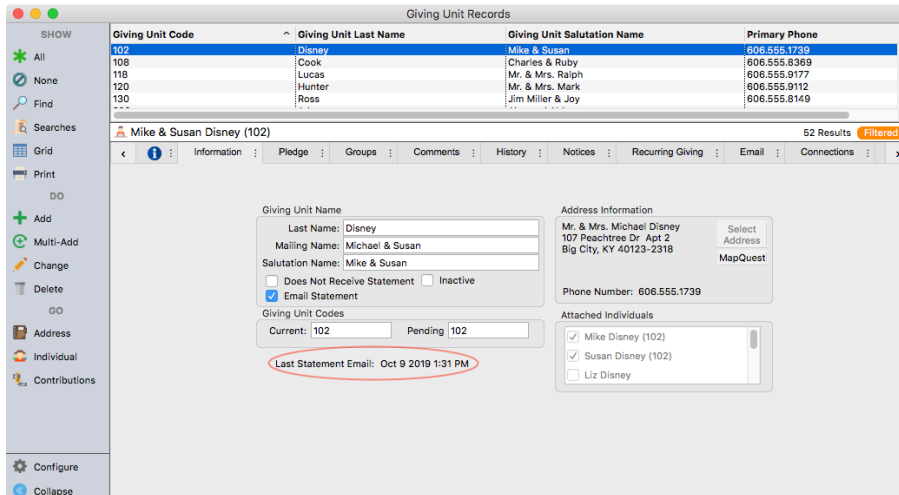 Giving Unit Records
SHOW
All
None
Find
Searches
Grid
Print
DO
Add
Multi-Add
Change
Delete
GO
Address
Individual
Contributions
Configure
Collapse
Giving Unit Code ^ Giving Unit Last Name Giving Unit Salutation Name Primary Phone
102 Disney Mike & Susan 606.555.1739
108 Cook Charles & Ruby 606.555.8369
118 Lucas Mr. & Mrs. Ralph 606.555.9177
120 Hunter Mr. & Mrs. Mark 606.555.9112
130 Ross Jim Miller & Joy 606.555.8149
Mike & Susan Disney (102) 52 Results Filtered
Information Pledge Groups Comments History Notices Recurring Giving Email Connections
Giving Unit Name
Last Name: Disney
Mailing Name: Michael & Susan
Salutation Name: Mike & Susan
Does Not Receive Statement Inactive
Email Statement
Giving Unit Codes
Current: 102 Pending 102
Last Statement Email: Oct 9 2019 1:31 PM
Address Information
Mr. & Mrs. Michael Disney
107 Peachtree Dr Apt 2
Big City, KY 40123-2318
Select
Address
MapQuest
Phone Number: 606.555.1739
Attached Individuals
Mike Disney (102)
Susan Disney (102)
Liz Disney